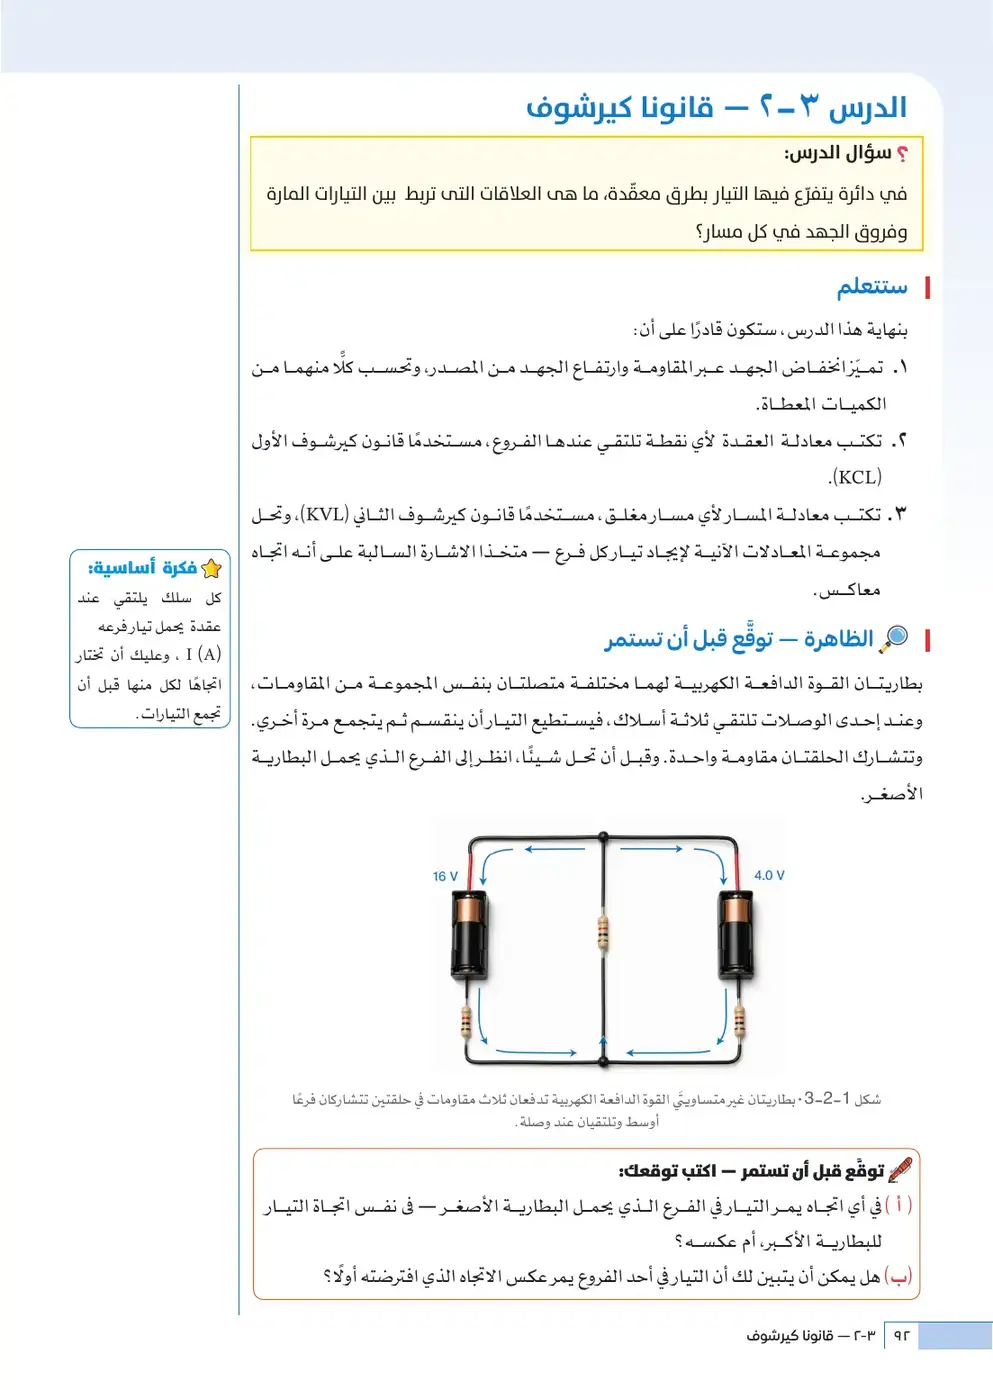 الدرس ٣-٢ — قانونا كيرشوف
؟ سؤال الدرس:
في دائرة يتفرّع فيها التيار بطرق معقّدة، ما هى العلاقات التى تربط بين التيارات المارة
وفروق الجهد في كل مسار؟
ستتعلم
بنهاية هذا الدرس، ستكون قادرًا على أن:
١. تميّز انخفاض الجهد عبر المقاومة وارتفاع الجهد من المصدر، وتحسب كلًّا منهما من
الكميات المعطاة.
٢. تكتب معادلة العقدة لأي نقطة تلتقي عندها الفروع، مستخدمًا قانون كيرشوف الأول
(KCL).
٣. تكتب معادلة المسار لأي مسار مغلق، مستخدمًا قانون كيرشوف الثاني (KVL)، وتحل
مجموعة المعادلات الآنية لإيجاد تيار كل فرع — متخذا الاشارة السالبة على أنه اتجاه
معاكس.
فكرة أساسية:
كل سلك يلتقي عند
عقدة يحمل تيار فرعه
I (A) ، وعليك أن تختار
اتجاهًا لكل منها قبل أن
تجمع التيارات.
الظاهرة — توقَّع قبل أن تستمر
بطاريتان القوة الدافعة الكهربية لهما مختلفة متصلتان بنفس المجموعة من المقاومات،
وعند إحدى الوصلات تلتقي ثلاثة أسلاك، فيستطيع التيار أن ينقسم ثم يتجمع مرة أخري.
وتتشارك الحلقتان مقاومة واحدة. وقبل أن تحل شيئًا، انظر إلى الفرع الذي يحمل البطارية
الأصغر.
16 V
4.0 V
شكل 1-2-3 • بطاريتان غير متساويتَي القوة الدافعة الكهربية تدفعان ثلاث مقاومات في حلقتين تتشاركان فرعًا
أوسط وتلتقيان عند وصلة.
توقَّع قبل أن تستمر — اكتب توقعك:
(أ) في أي اتجاه يمر التيار في الفرع الذي يحمل البطارية الأصغر — فى نفس اتجاة التيار
للبطارية الأكبر، أم عكسه؟
(ب) هل يمكن أن يتبين لك أن التيار في أحد الفروع يمر عكس الاتجاه الذي افترضته أولًا؟
٩٢
٣-٢ — قانونا كيرشوف